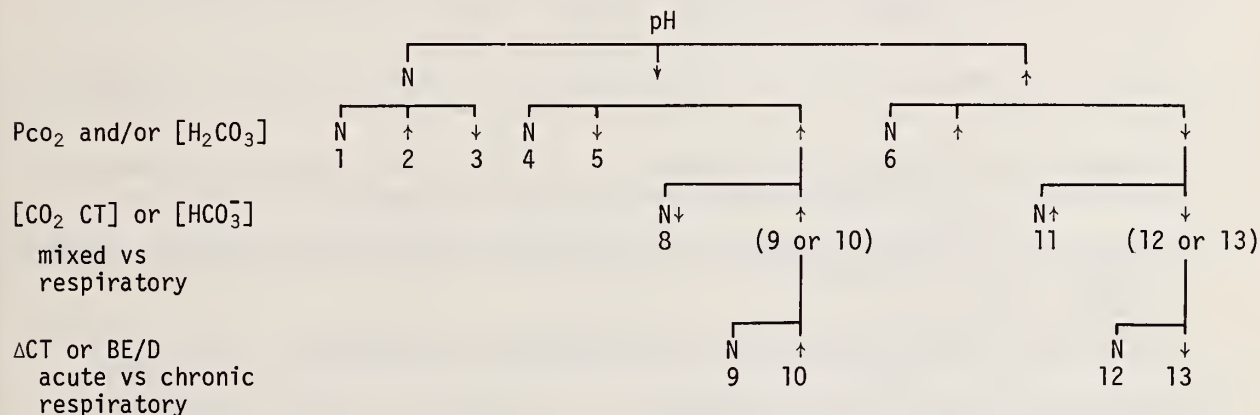 pH
N ↓ ↑
Pco₂ and/or [H₂CO₃] N ↑ ↓ N ↓ ↑ N ↑ ↓
1 2 3 4 5 6
[CO₂ CT] or [HCO₃⁻] N↓ ↑ N↑ ↓
8 (9 or 10) 11 (12 or 13)
mixed vs
respiratory
ΔCT or BE/D N ↑ N ↓
acute vs chronic 9 10 12 13
respiratory